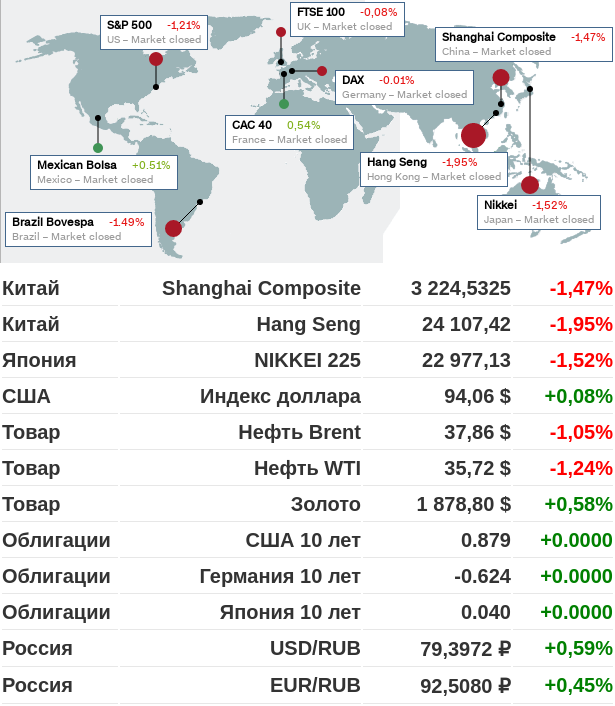 FTSE 100 -0,08%
UK – Market closed
S&P 500 -1,21%
US – Market closed
Shanghai Composite -1,47%
China – Market closed
DAX -0.01%
Germany – Market closed
CAC 40 0,54%
France – Market closed
Mexican Bolsa +0.51%
Mexico – Market closed
Hang Seng -1,95%
Hong Kong – Market closed
Nikkei -1,52%
Japan – Market closed
Brazil Bovespa -1.49%
Brazil – Market closed
Китай Shanghai Composite 3 224,5325 -1,47%
Китай Hang Seng 24 107,42 -1,95%
Япония NIKKEI 225 22 977,13 -1,52%
США Индекс доллара 94,06 $ +0,08%
Товар Нефть Brent 37,86 $ -1,05%
Товар Нефть WTI 35,72 $ -1,24%
Товар Золото 1 878,80 $ +0,58%
Облигации США 10 лет 0.879 +0.0000
Облигации Германия 10 лет -0.624 +0.0000
Облигации Япония 10 лет 0.040 +0.0000
Россия USD/RUB 79,3972 ₽ +0,59%
Россия EUR/RUB 92,5080 ₽ +0,45%